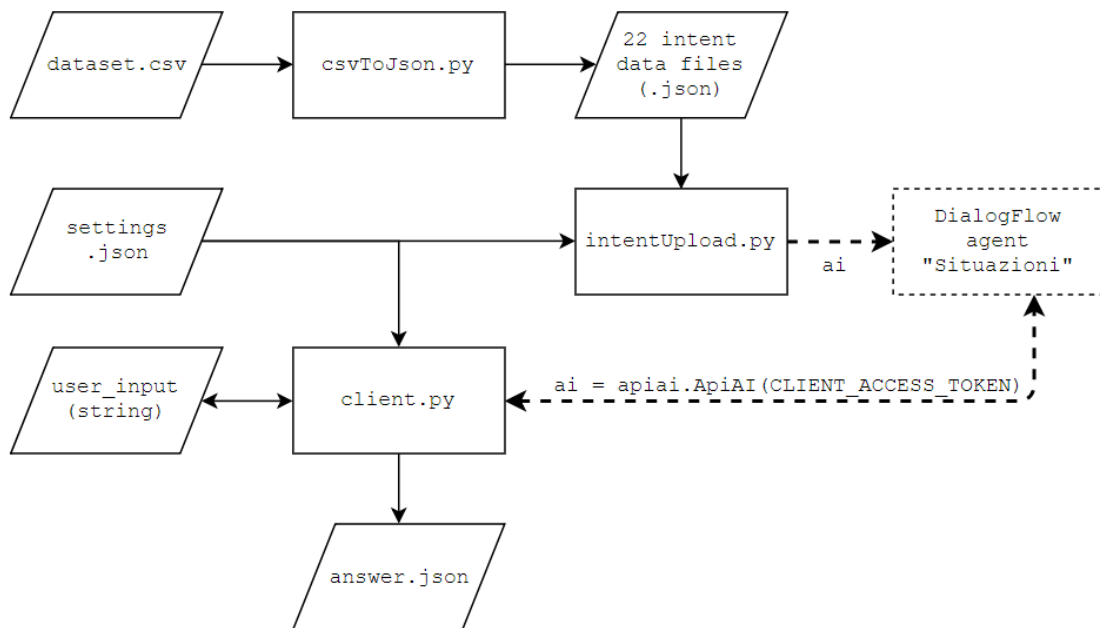 dataset.csv
csvToJson.py
22 intent
data files
(.json)
settings
.json
intentUpload.py
ai
DialogFlow
agent
"Situazioni"
user_input
(string)
client.py
ai = apiai.ApiAI(CLIENT_ACCESS_TOKEN)
answer.json